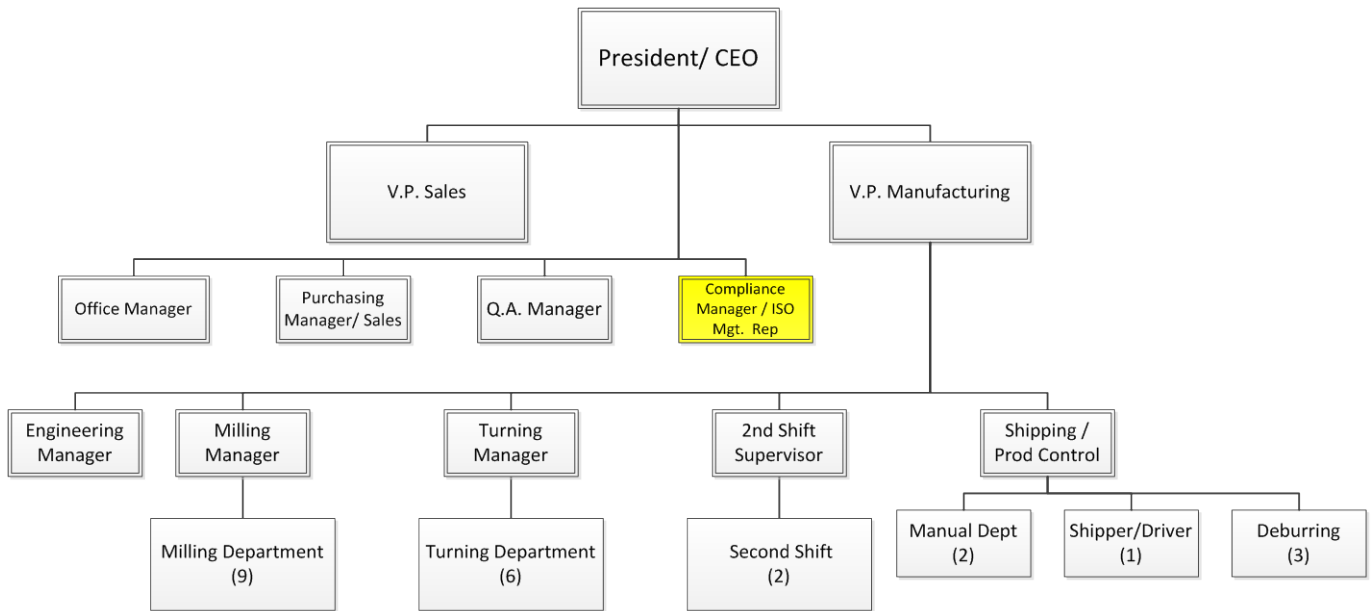 President/ CEO
V.P. Sales
V.P. Manufacturing
Office Manager
Purchasing
Manager/ Sales
Q.A. Manager
Compliance
Manager / ISO
Mgt. Rep
Engineering
Manager
Milling
Manager
Turning
Manager
2nd Shift
Supervisor
Shipping /
Prod Control
Milling Department
(9)
Turning Department
(6)
Second Shift
(2)
Manual Dept
(2)
Shipper/Driver
(1)
Deburring
(3)